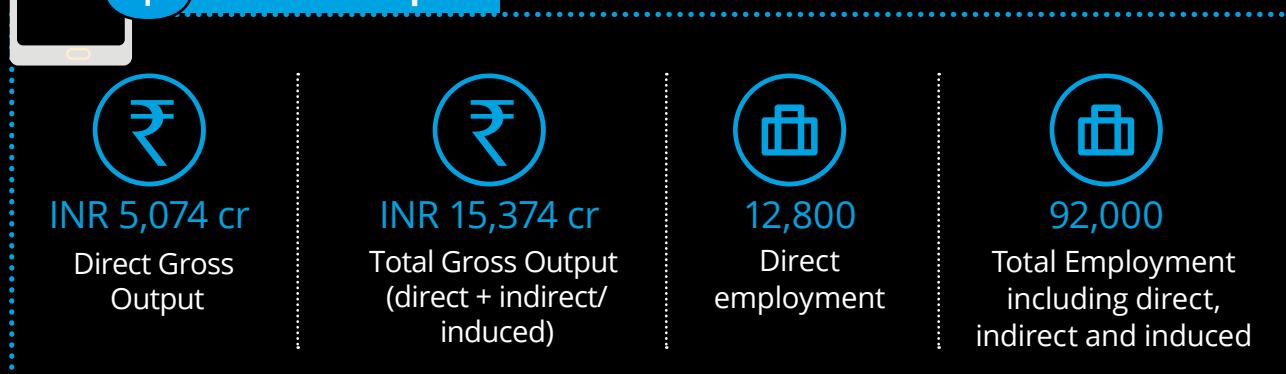 INR 5,074 cr
Direct Gross
Output
INR 15,374 cr
Total Gross Output
(direct + indirect/
induced)
12,800
Direct
employment
92,000
Total Employment
including direct,
indirect and induced